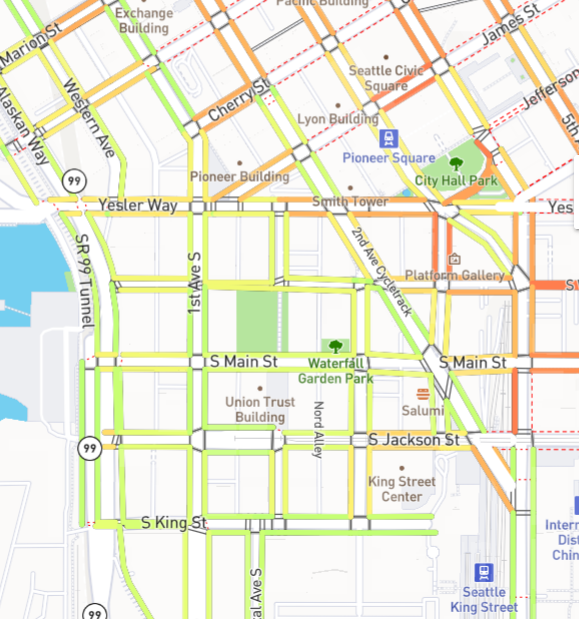 Pacific Building
Exchange
Building
James St
Marion St
Seattle Civic
Square
Western Ave
Jefferson
Cherry St
Alaskan Way
Lyon Building
5th
Pioneer Square
Pioneer Building
City Hall Park
99
Yesler Way
Smith Tower
Yes
SR 99 Tunnel
1st Ave S
2nd Ave Cycletrack
Platform Gallery
S
S Main St
Waterfall
Garden Park
S Main St
Union Trust
Building
Nord Alley
Salumi
99
S Jackson St
King Street
Center
S King St
Intern
Dist
Chin
Seattle
King Street
al Ave S
99